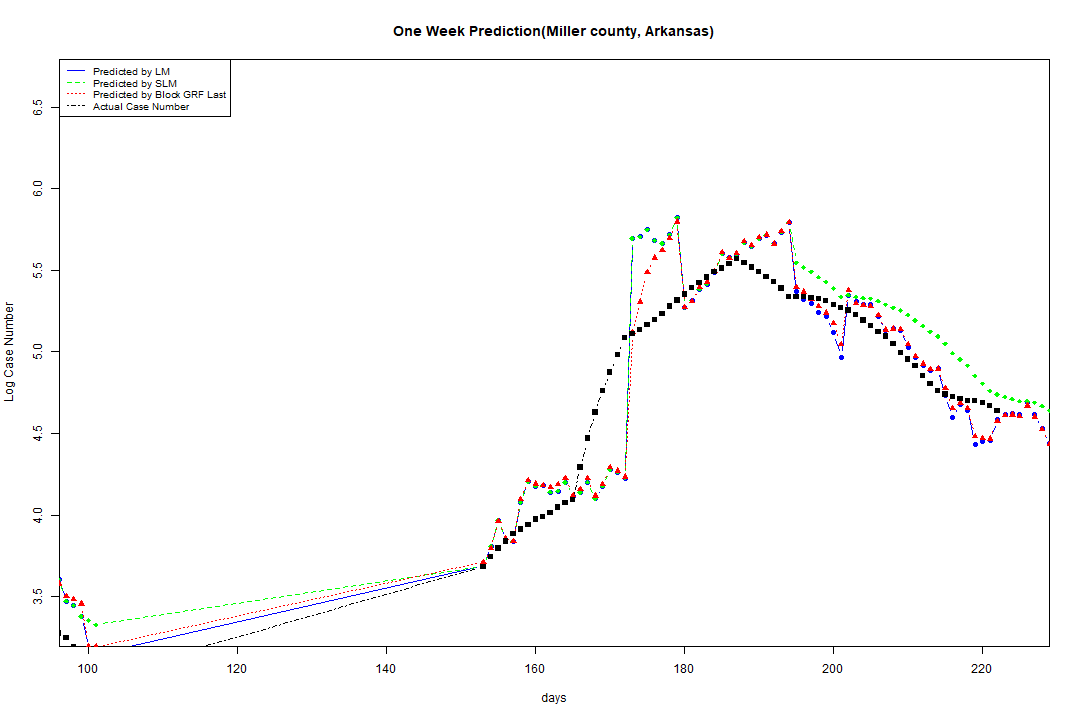 One Week Prediction(Miller county, Arkansas)
Predicted by LM
Predicted by SLM
Predicted by Block GRF Last
Actual Case Number
Log Case Number
6.5
6.0
5.5
5.0
4.5
4.0
3.5
100 120 140 160 180 200 220
days